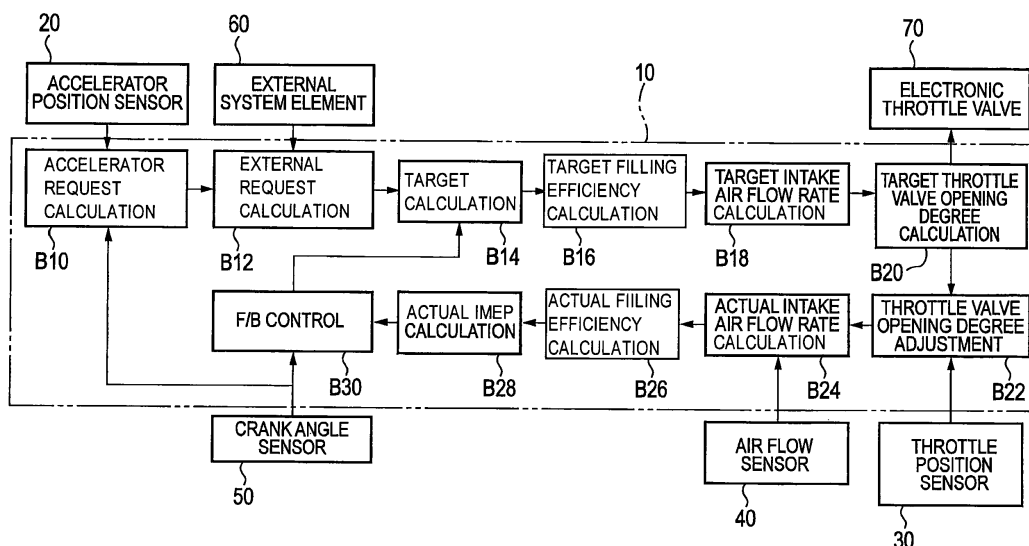 20
60
70
ACCELERATOR
POSITION SENSOR
EXTERNAL
SYSTEM ELEMENT
10
ELECTRONIC
THROTTLE VALVE
ACCELERATOR
REQUEST
CALCULATION
EXTERNAL
REQUEST
CALCULATION
TARGET
CALCULATION
TARGET FILLING
EFFICIENCY
CALCULATION
TARGET INTAKE
AIR FLOW RATE
CALCULATION
TARGET THROTTLE
VALVE OPENING
DEGREE
CALCULATION
B10
B12
B14
B16
B18
B20
F/B CONTROL
ACTUAL IMEP
CALCULATION
ACTUAL FIILING
EFFICIENCY
CALCULATION
ACTUAL INTAKE
AIR FLOW RATE
CALCULATION
THROTTLE VALVE
OPENING DEGREE
ADJUSTMENT
B30
B28
B26
B24
B22
CRANK ANGLE
SENSOR
AIR FLOW
SENSOR
THROTTLE
POSITION
SENSOR
50
40
30